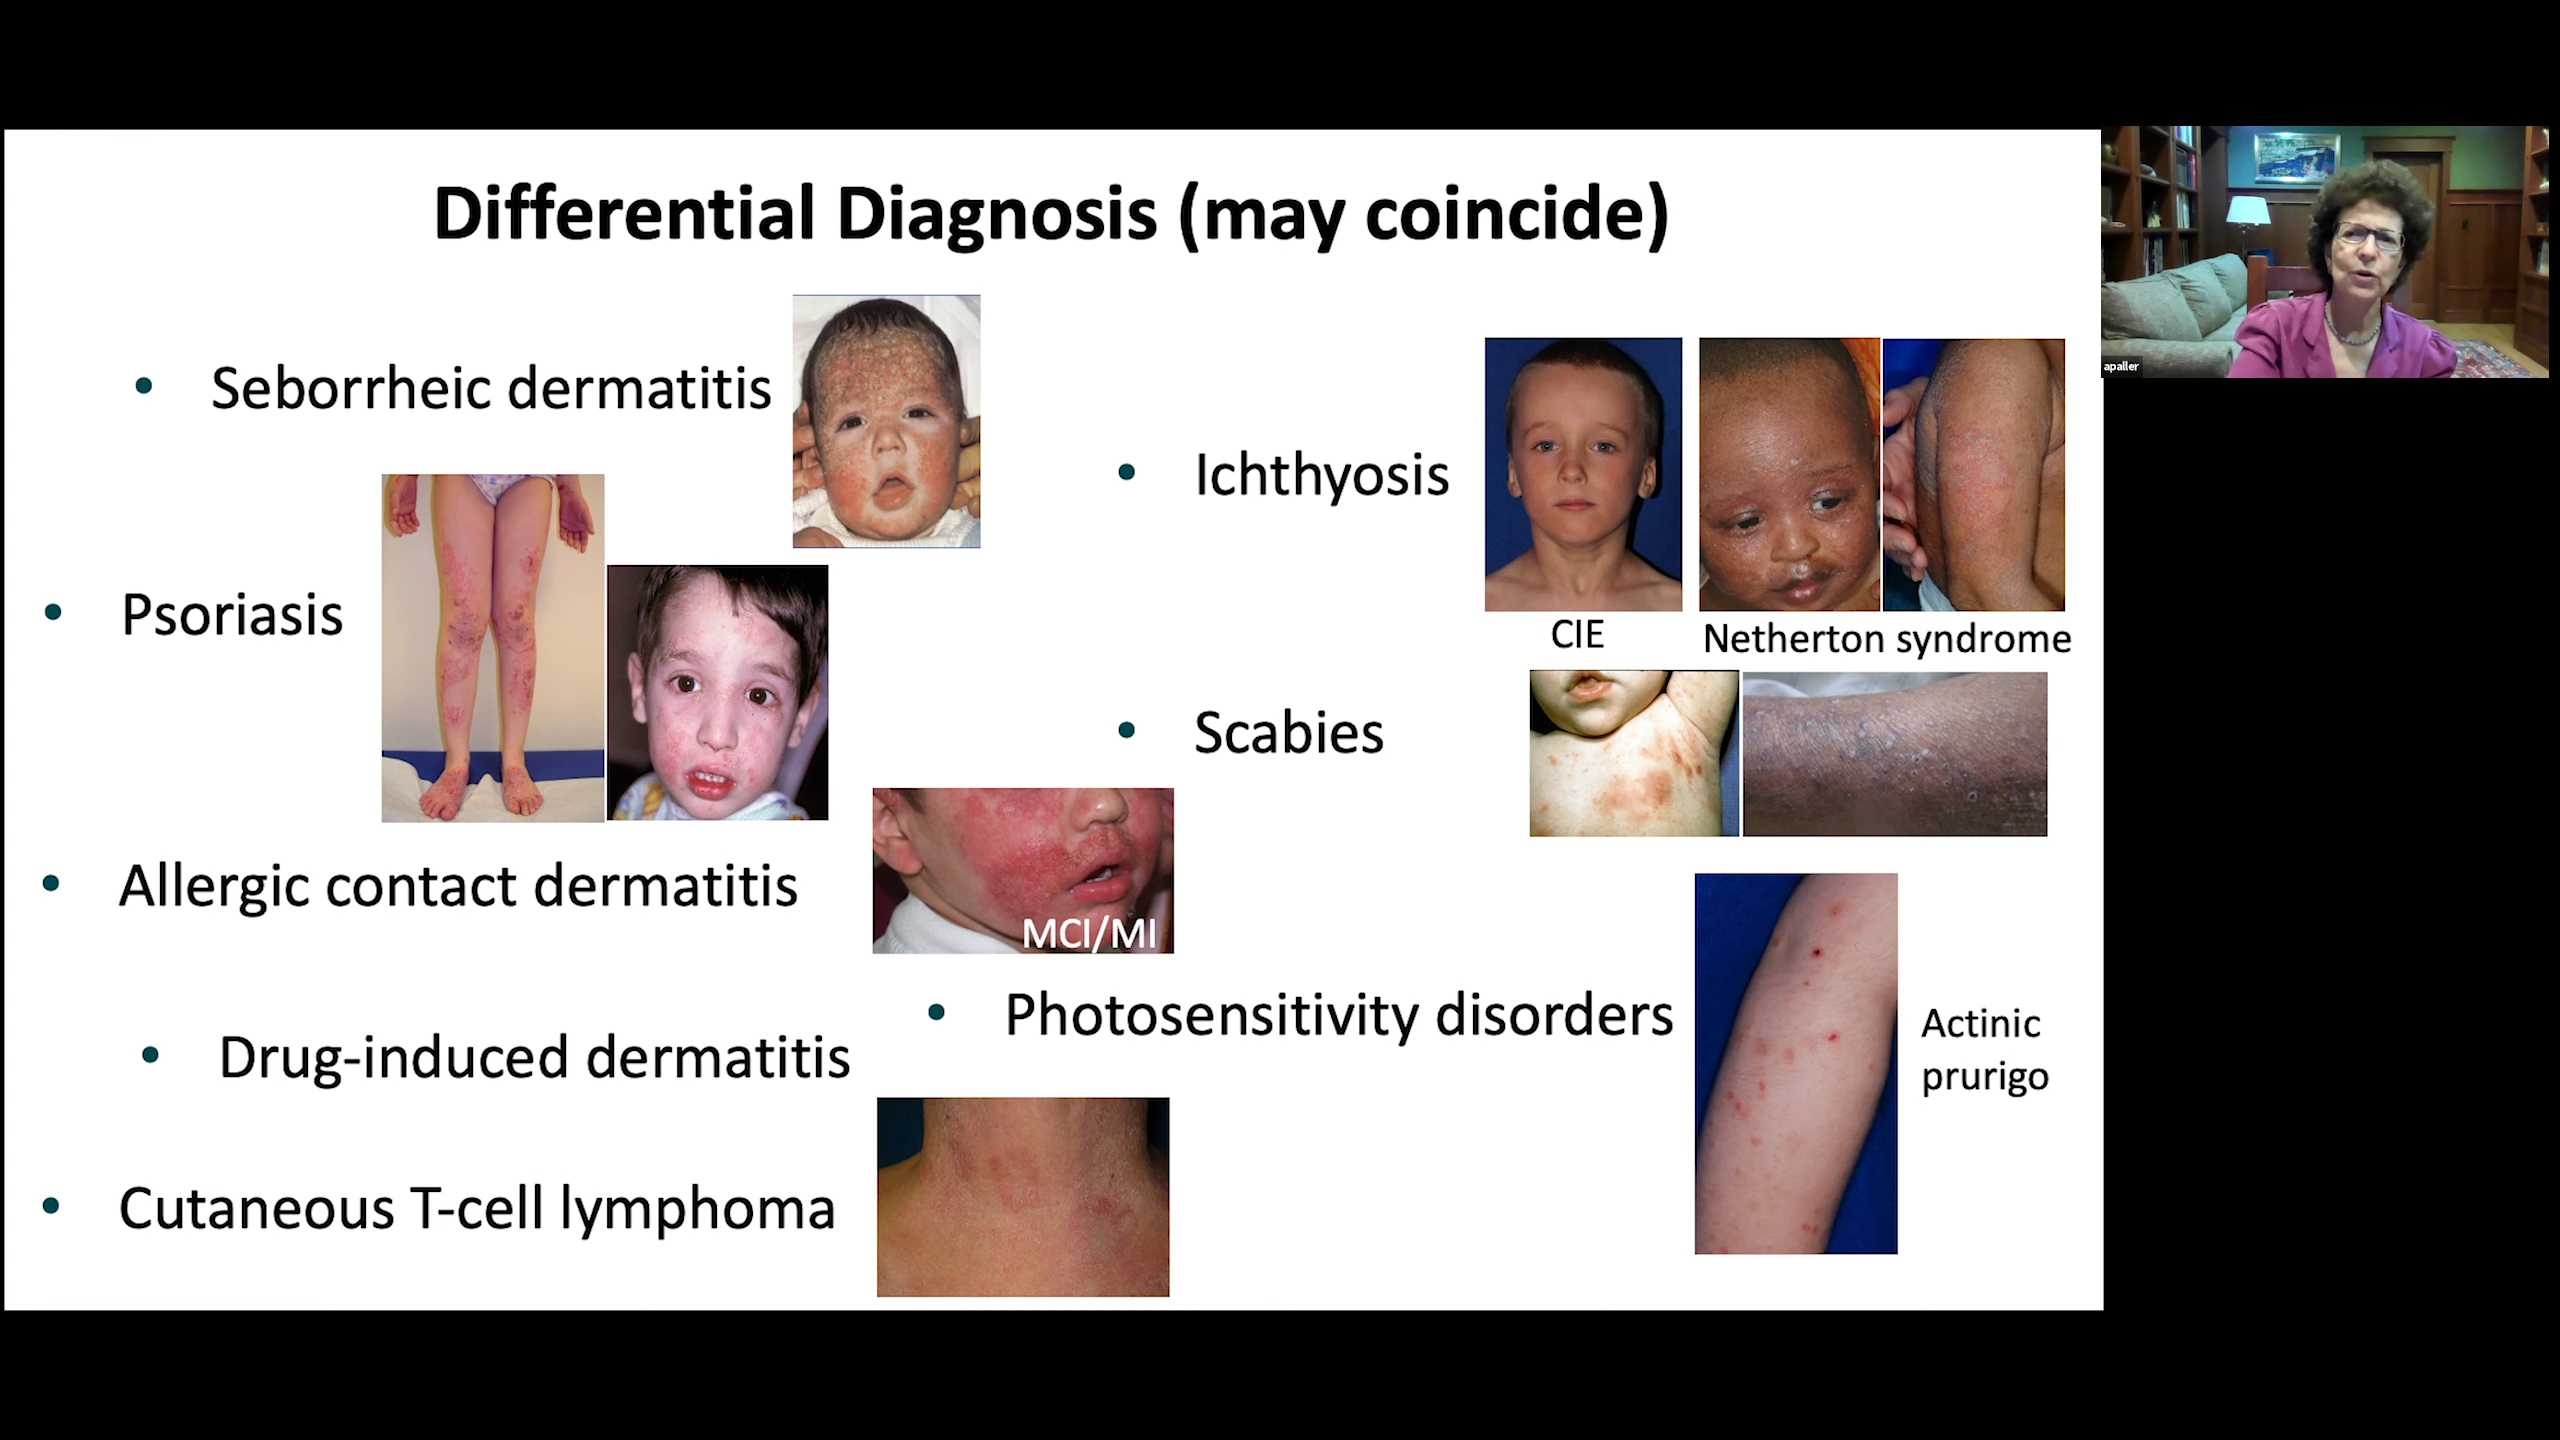 Differential Diagnosis (may coincide)
• Seborrheic dermatitis
• Psoriasis
• Allergic contact dermatitis
MCI/MI
• Drug-induced dermatitis
• Cutaneous T-cell lymphoma
• Ichthyosis
CIE
Netherton syndrome
• Scabies
• Photosensitivity disorders
Actinic
prurigo
apaller